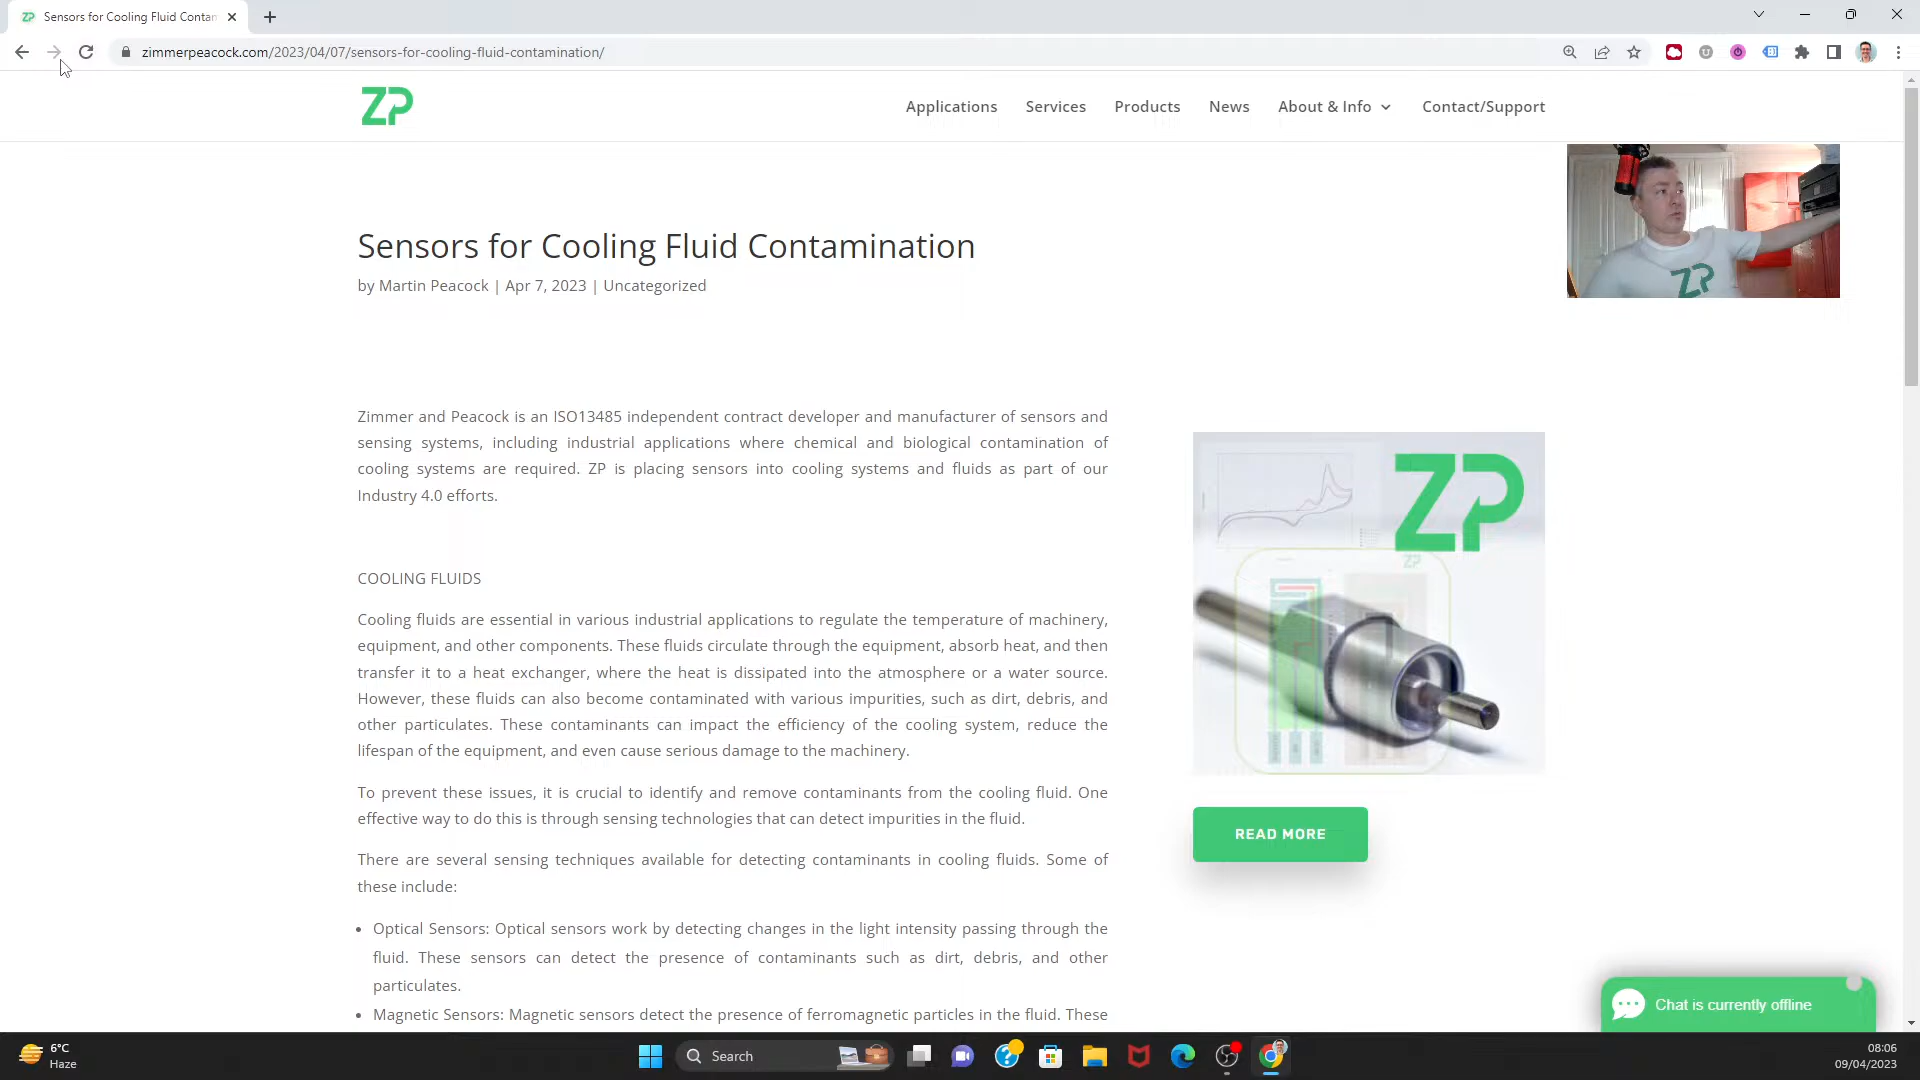 Sensors for Cooling Fluid Contar
zimmerpeacock.com/2023/04/07/sensors-for-cooling-fluid-contamination/
ZP
Applications
Services
Products
News
About & Info
Contact/Support
ZP
Sensors for Cooling Fluid Contamination
by Martin Peacock | Apr 7, 2023 | Uncategorized
Zimmer and Peacock is an ISO13485 independent contract developer and manufacturer of sensors and
sensing systems, including industrial applications where chemical and biological contamination of
cooling systems are required. ZP is placing sensors into cooling systems and fluids as part of our
Industry 4.0 efforts.
ZP
ZP
COOLING FLUIDS
Cooling fluids are essential in various industrial applications to regulate the temperature of machinery,
equipment, and other components. These fluids circulate through the equipment, absorb heat, and then
transfer it to a heat exchanger, where the heat is dissipated into the atmosphere or a water source.
However, these fluids can also become contaminated with various impurities, such as dirt, debris, and
other particulates. These contaminants can impact the efficiency of the cooling system, reduce the
lifespan of the equipment, and even cause serious damage to the machinery.
To prevent these issues, it is crucial to identify and remove contaminants from the cooling fluid. One
effective way to do this is through sensing technologies that can detect impurities in the fluid.
READ MORE
There are several sensing techniques available for detecting contaminants in cooling fluids. Some of
these include:
• Optical Sensors: Optical sensors work by detecting changes in the light intensity passing through the
fluid. These sensors can detect the presence of contaminants such as dirt, debris, and other
particulates.
• Magnetic Sensors: Magnetic sensors detect the presence of ferromagnetic particles in the fluid. These
Chat is currently offline
6°C
Haze
Search
08:06
09/04/2023